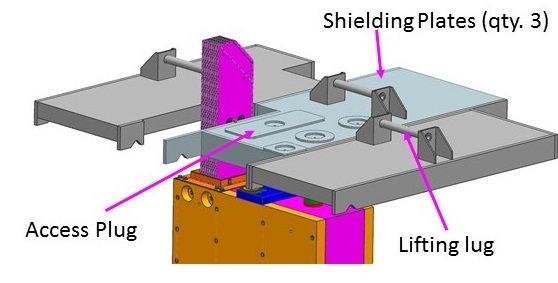 Shielding Plates (qty. 3)
Access Plug
Lifting lug